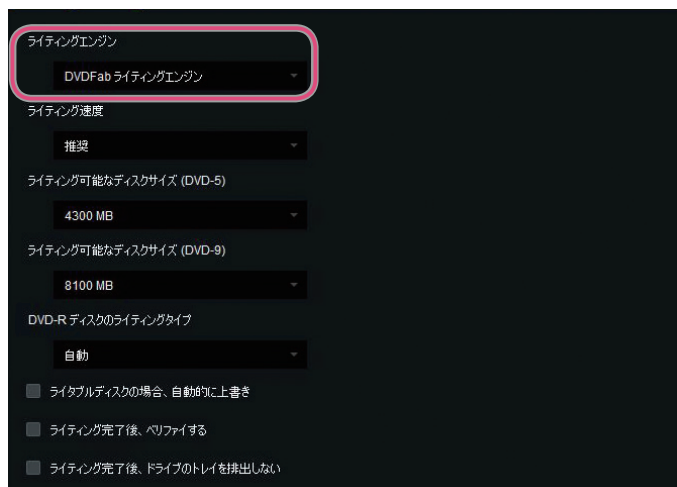 ライティングエンジン
DVDFab ライティングエンジン
ライティング速度
推奨
ライティング可能なディスクサイズ (DVD-5)
4300 MB
ライティング可能なディスクサイズ (DVD-9)
8100 MB
DVD-R ディスクのライティングタイプ
自動
ライタブルディスクの場合、自動的に上書き
ライティング完了後、ベリファイする
ライティング完了後、ドライブのトレイを排出しない